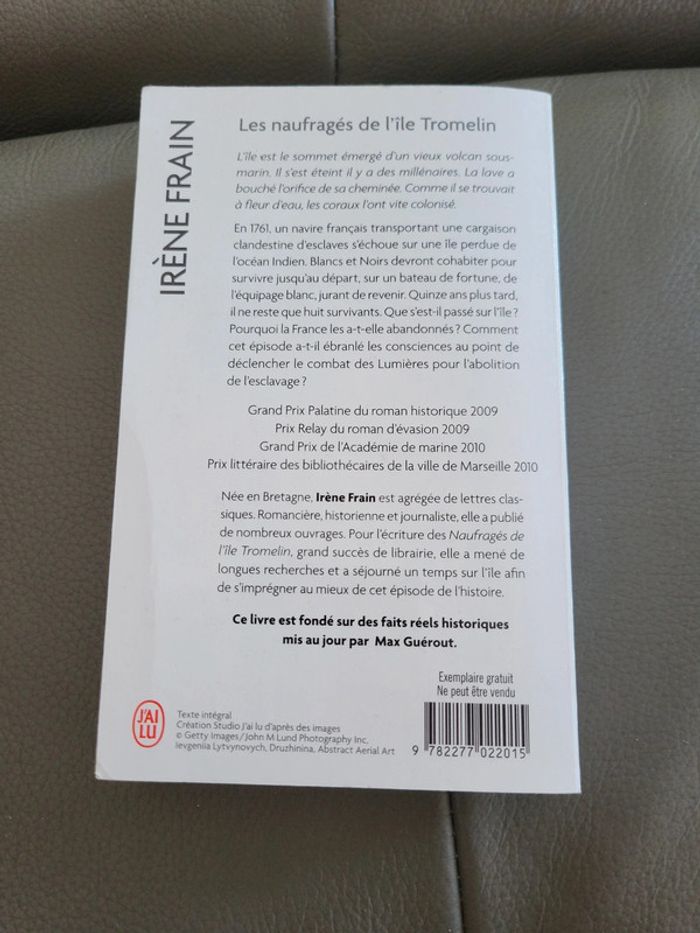 IRÈNE FRAIN
Les naufragés de l'île Tromelin
L'île est le sommet émergé d'un vieux volcan sous-
marin. Il s'est éteint il y a des millénaires. La lave a
bouché l'orifice de sa cheminée. Comme il se trouvait
à fleur d'eau, les coraux l'ont vite colonisé.
En 1761, un navire français transportant une cargaison
clandestine d'esclaves s'échoue sur une île perdue de
l'océan Indien. Blancs et Noirs devront cohabiter pour
survivre jusqu'au départ, sur un bateau de fortune, de
l'équipage blanc, jurant de revenir. Quinze ans plus tard,
il ne reste que huit survivants. Que s'est-il passé sur l'île ?
Pourquoi la France les a-t-elle abandonnés ? Comment
cet épisode a-t-il ébranlé les consciences au point de
déclencher le combat des Lumières pour l'abolition
de l'esclavage ?
Grand Prix Palatine du roman historique 2009
Prix Relay du roman d'évasion 2009
Grand Prix de l'Académie de marine 2010
Prix littéraire des bibliothécaires de la ville de Marseille 2010
Née en Bretagne, Irène Frain est agrégée de lettres clas-
siques. Romancière, historienne et journaliste, elle a publié
de nombreux ouvrages. Pour l'écriture des Naufragés de
l'île Tromelin, grand succès de librairie, elle a mené de
longues recherches et a séjourné un temps sur l'île afin
de s'imprégner au mieux de cet épisode de l'histoire.
Ce livre est fondé sur des faits réels historiques
mis au jour par Max Guérout.
Exemplaire gratuit
Ne peut être vendu
J'AI
LU
Texte intégral
Création Studio J'ai lu d'après des images
© Getty Images / John M Lund Photography Inc,
Ievgeniia Lytvynovych, Druzhinina, Abstract Aerial Art
9 782277 022015